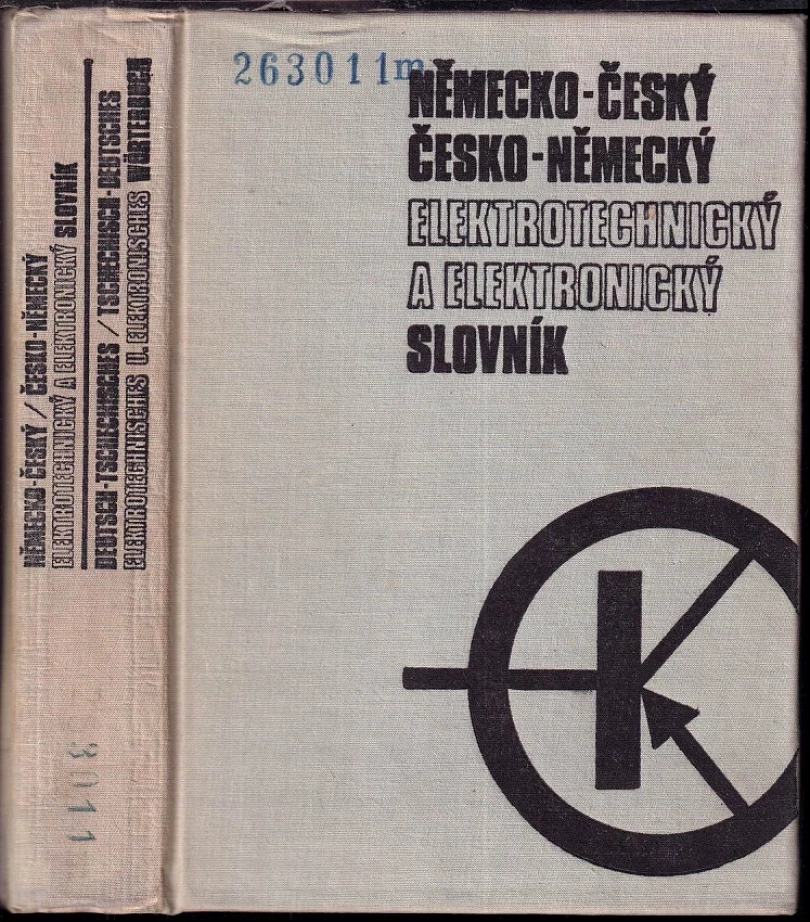 263011m
NĚMECKO-ČESKÝ
ČESKO-NĚMECKÝ
ELEKTROTECHNICKÝ
A ELEKTRONICKÝ
SLOVNÍK
NĚMECKO-ČESKÝ / ČESKO-NĚMECKÝ
ELEKTROTECHNICKÝ A ELEKTRONICKÝ SLOVNÍK
DEUTSCH-TSCHECHISCHES / TSCHECHISCH-DEUTSCHES
ELEKTROTECHNISCHES U. ELEKTRONISCHES WÖRTERBUCH
3011